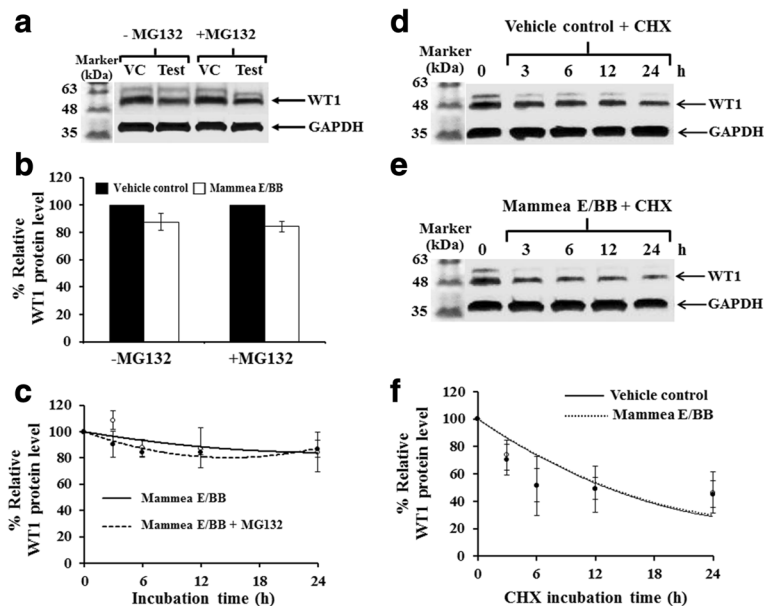 a
- MG132 +MG132
Marker
(kDa)
VC Test VC Test
63
48
35
WT1
GAPDH
b
% Relative
WT1 protein level
120
100
80
60
40
20
0
Vehicle control
Mammea E/BB
-MG132
+MG132
c
% Relative
WT1 protein level
120
100
80
60
40
20
0
Mammea E/BB
Mammea E/BB + MG132
0 6 12 18 24
Incubation time (h)
d
Vehicle control + CHX
Marker
(kDa)
0 3 6 12 24 h
63
48
35
WT1
GAPDH
e
Mammea E/BB + CHX
Marker
(kDa)
0 3 6 12 24 h
63
48
35
WT1
GAPDH
f
% Relative
WT1 protein level
120
100
80
60
40
20
0
Vehicle control
Mammea E/BB
0 6 12 18 24
CHX incubation time (h)